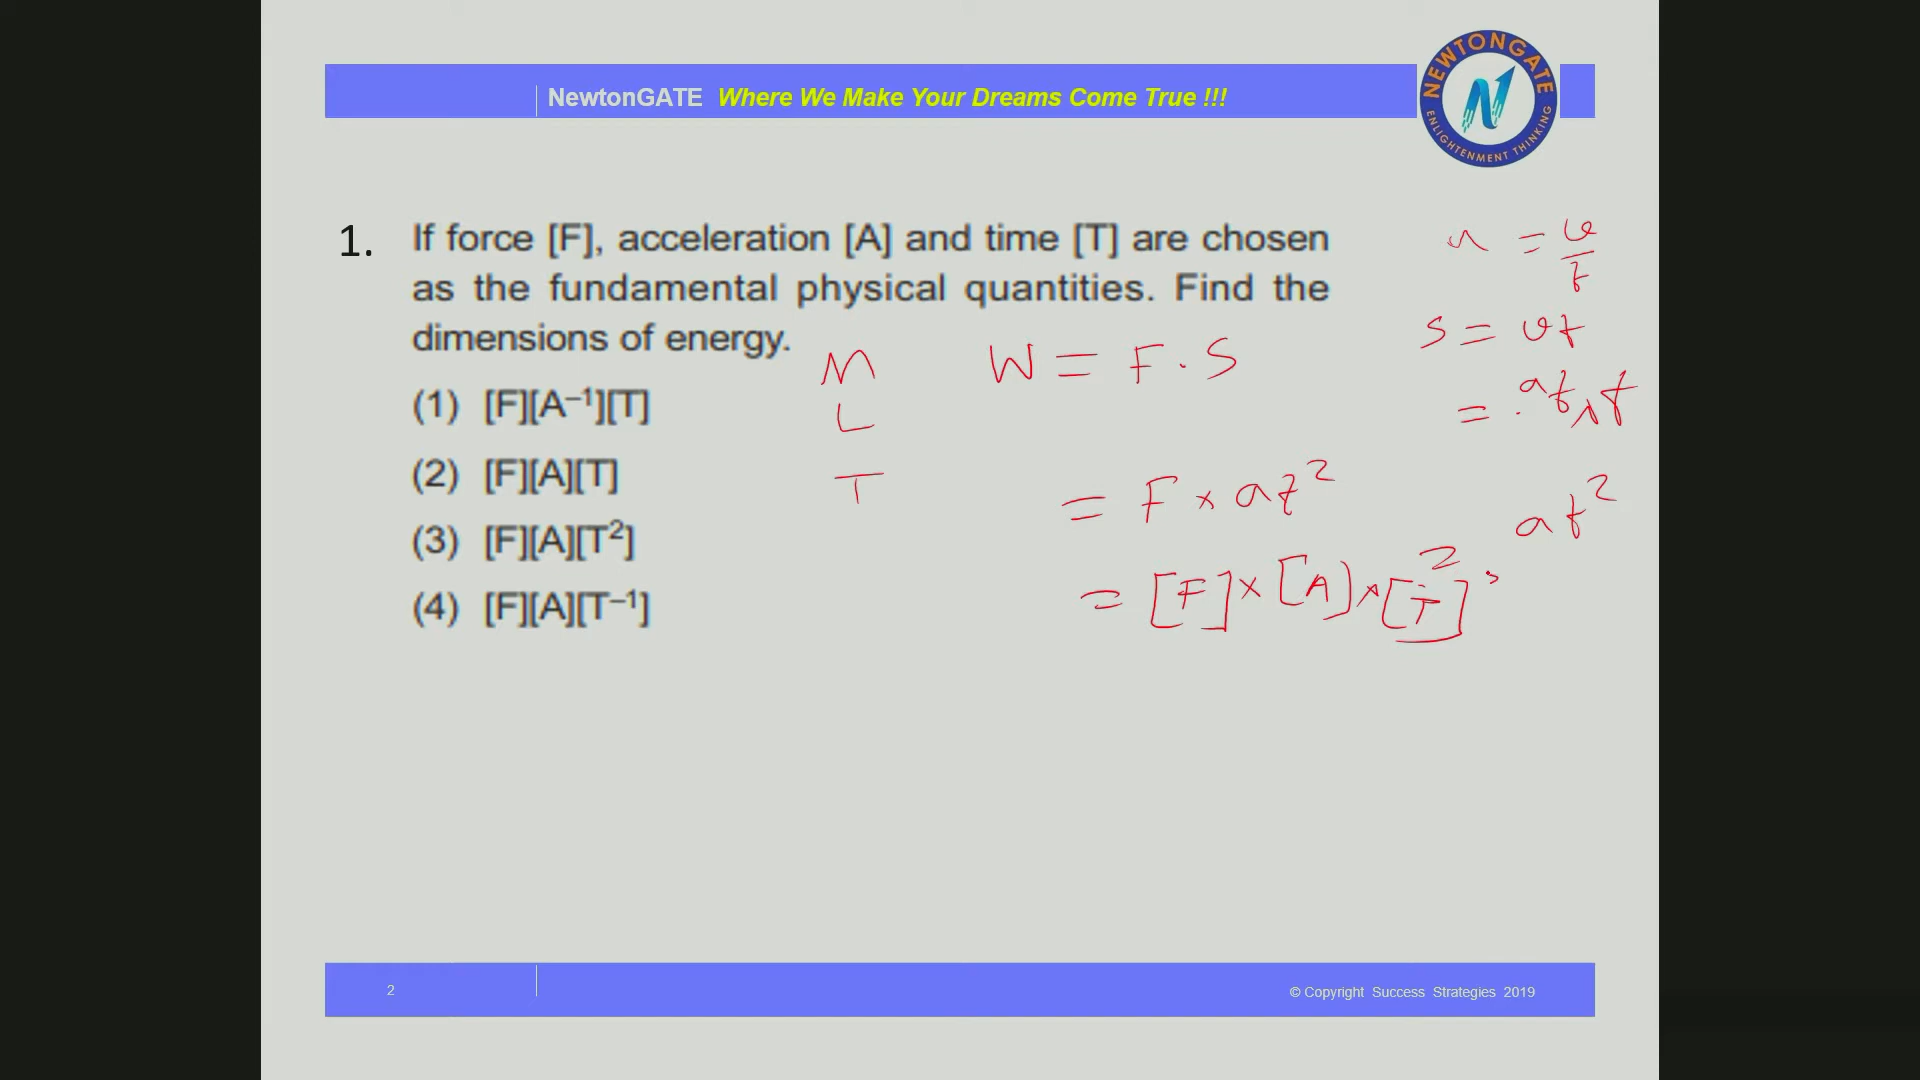 NEWTONGATE
ENLIGHTENMENT THINKING
N
NewtonGATE Where We Make Your Dreams Come True !!!
1. If force [F], acceleration [A] and time [T] are chosen
as the fundamental physical quantities. Find the
dimensions of energy.
(1) [F][A⁻¹][T]
(2) [F][A][T]
(3) [F][A][T²]
(4) [F][A][T⁻¹]
M
L
T
W = F . S
= F × at²
= [F] × [A] × [T]²
a = v/t
s = vt
= at × t
at²
2
© Copyright Success Strategies 2019